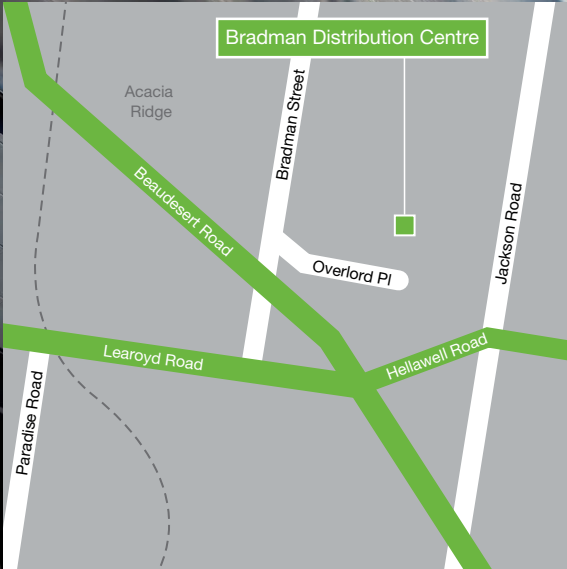 Bradman Distribution Centre
Acacia
Ridge
Bradman Street
Beaudesert Road
Jackson Road
Overlord Pl
Learoyd Road
Hellawell Road
Paradise Road